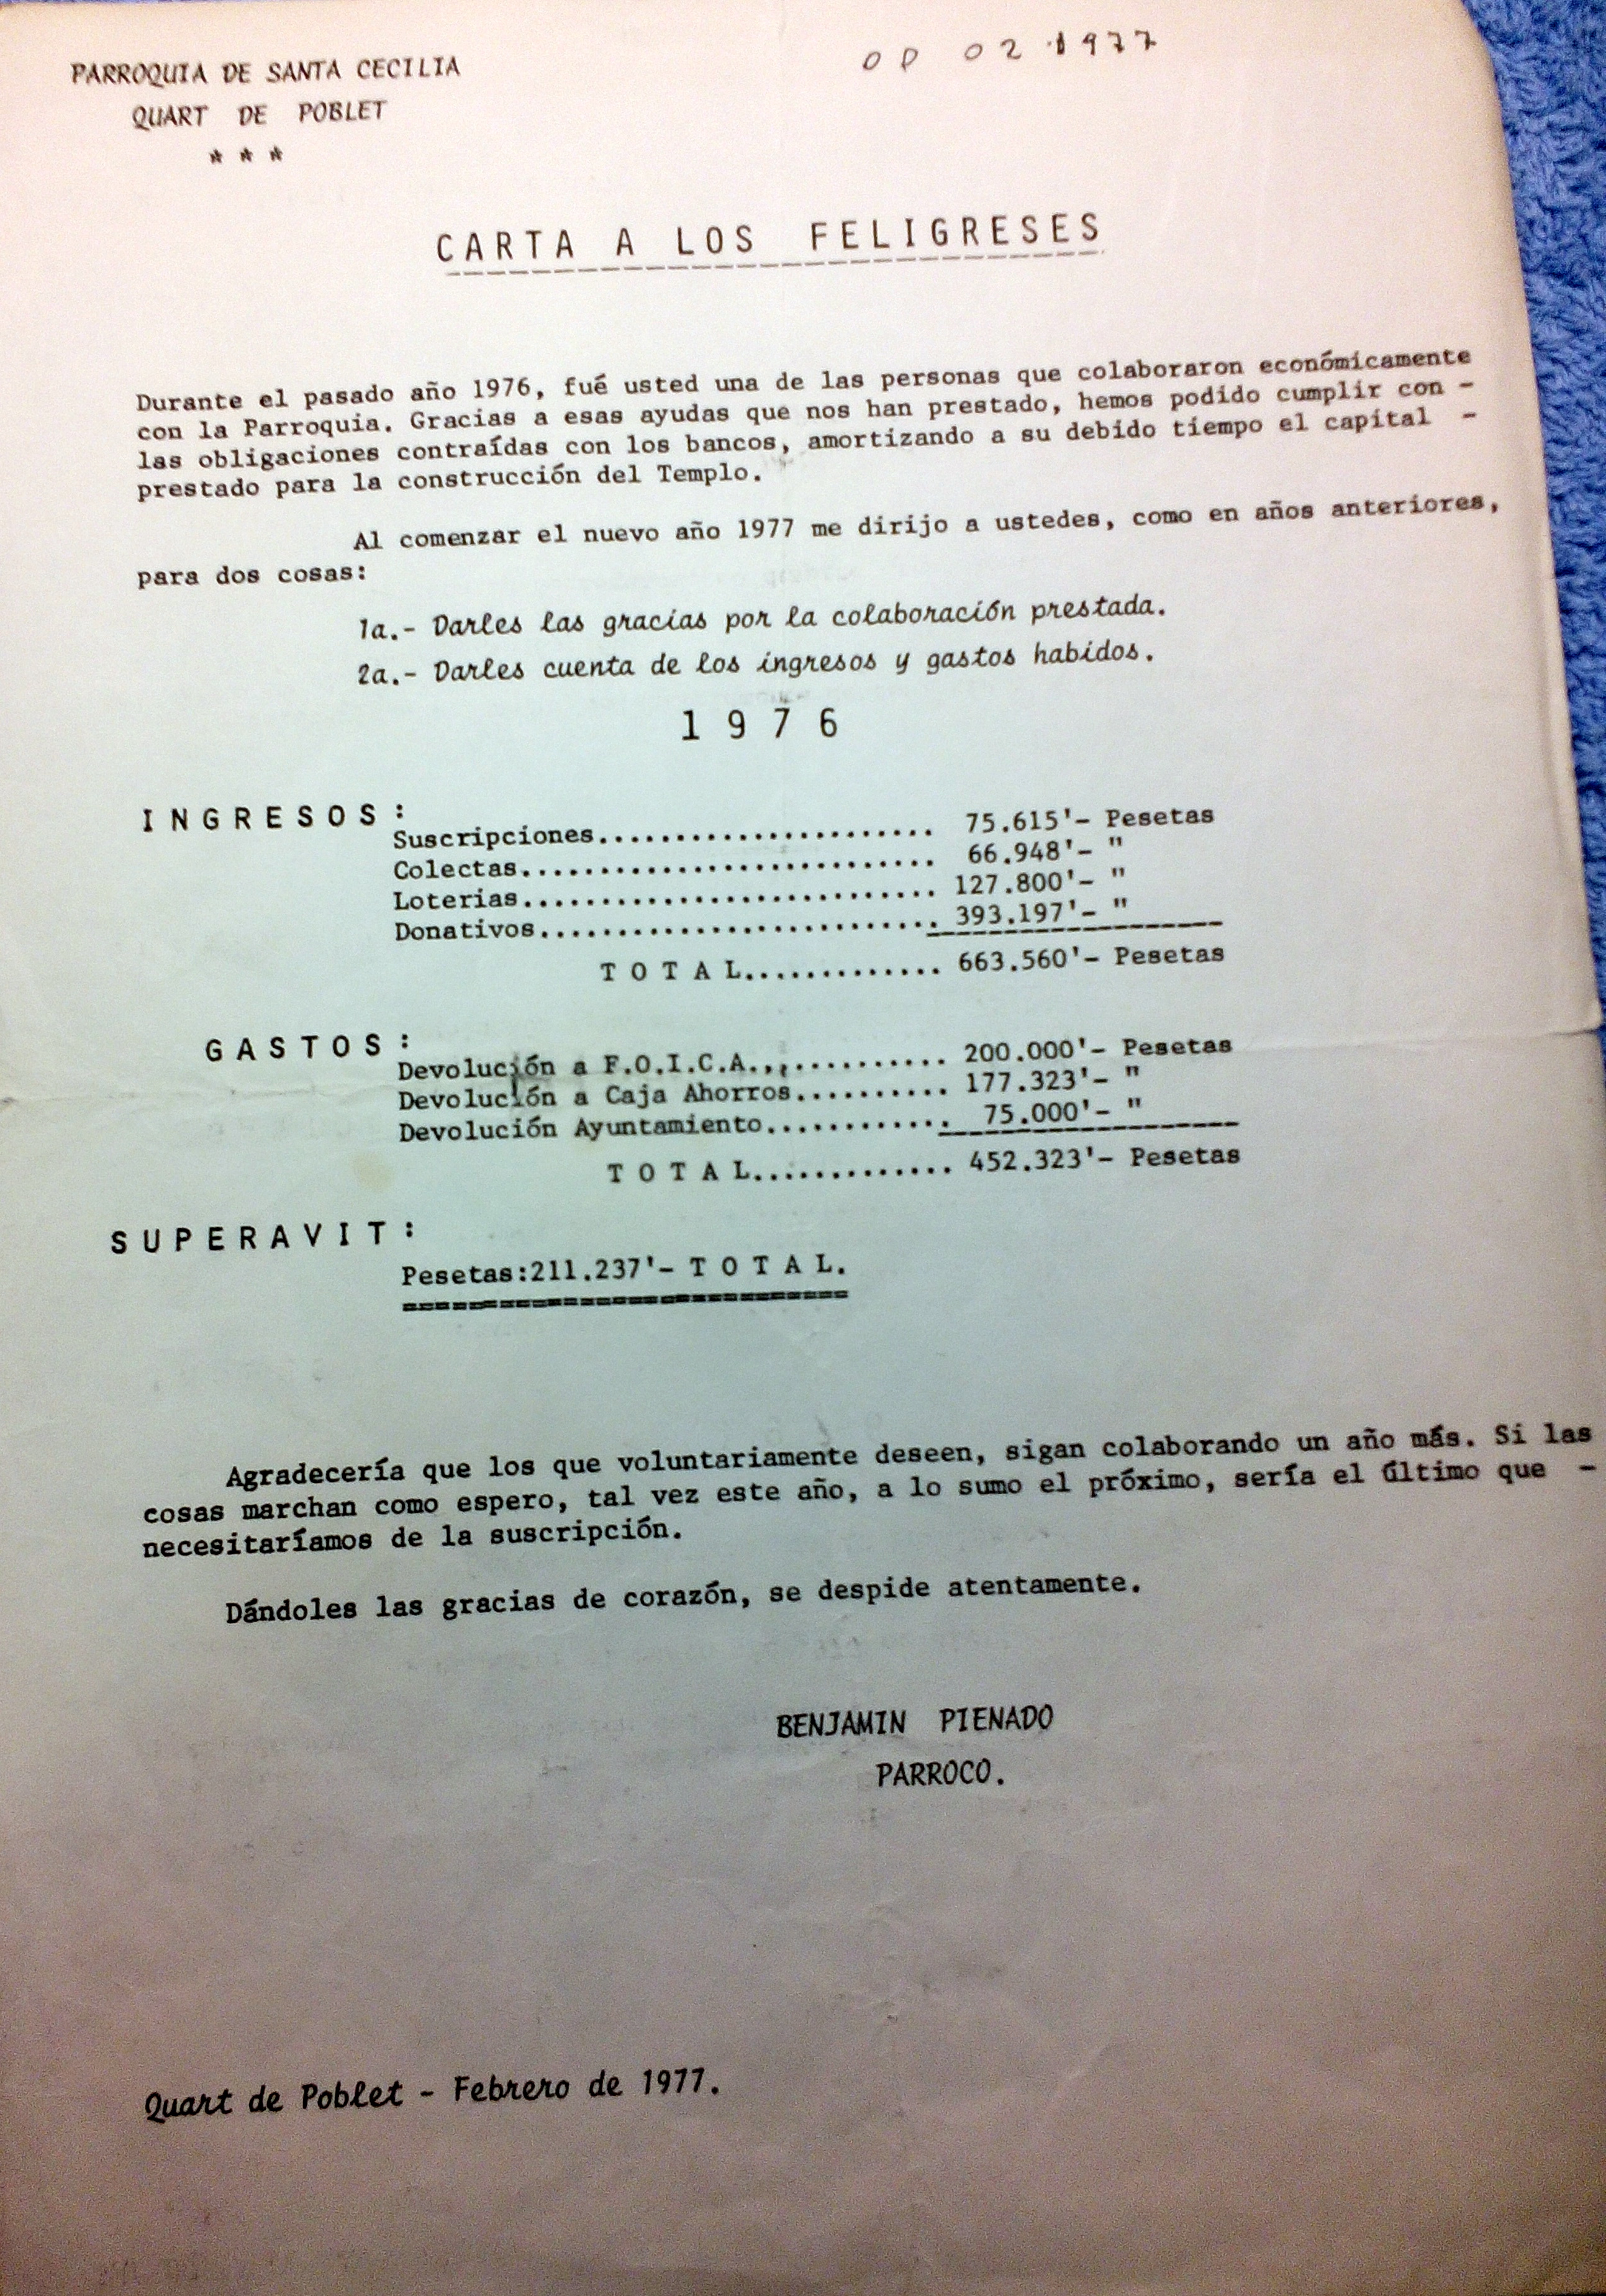 OP 02 1977
PARROQUIA DE SANTA CECILIA
QUART DE POBLET
* * *
CARTA A LOS FELIGRESES
Durante el pasado año 1976, fué usted una de las personas que colaboraron económicamente
con la Parroquia. Gracias a esas ayudas que nos han prestado, hemos podido cumplir con -
las obligaciones contraídas con los bancos, amortizando a su debido tiempo el capital -
prestado para la construcción del Templo.
Al comenzar el nuevo año 1977 me dirijo a ustedes, como en años anteriores,
para dos cosas:
1a.- Darles las gracias por la colaboración prestada.
2a.- Darles cuenta de los ingresos y gastos habidos.
1 9 7 6
INGRESOS:
Suscripciones...................... 75.615'- Pesetas
Colectas........................... 66.948'- "
Loterias........................... 127.800'- "
Donativos.......................... 393.197'- "
T O T A L............. 663.560'- Pesetas
GASTOS:
Devolución a F.O.I.C.A.,,.......... 200.000'- Pesetas
Devolución a Caja Ahorros.......... 177.323'- "
Devolución Ayuntamiento............ 75.000'- "
T O T A L............. 452.323'- Pesetas
SUPERAVIT:
Pesetas:211.237'- T O T A L.
Agradecería que los que voluntariamente deseen, sigan colaborando un año más. Si las
cosas marchan como espero, tal vez este año, a lo sumo el próximo, sería el último que -
necesitaríamos de la suscripción.
Dándoles las gracias de corazón, se despide atentamente.
BENJAMIN PIENADO
PARROCO.
Quart de Poblet - Febrero de 1977.